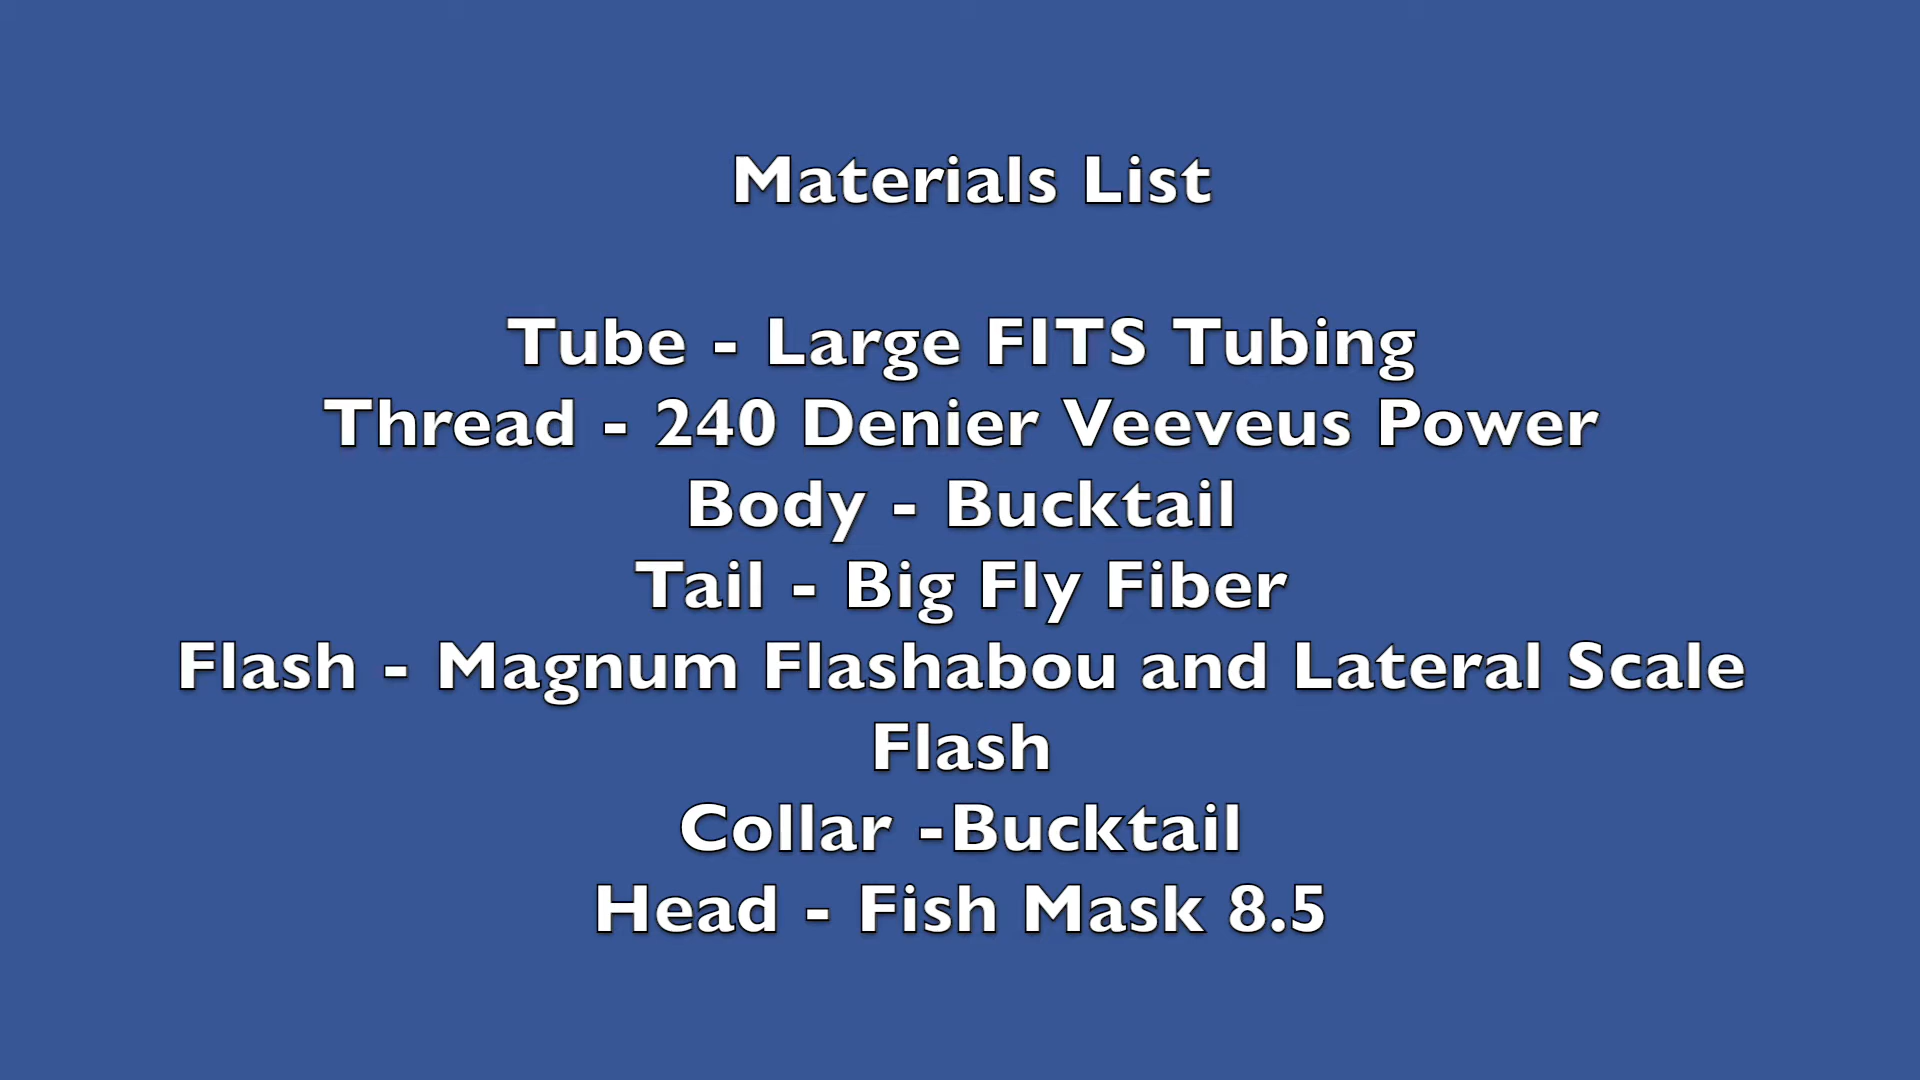 Materials List
Tube - Large FITS Tubing
Thread - 240 Denier Veeveus Power
Body - Bucktail
Tail - Big Fly Fiber
Flash - Magnum Flashabou and Lateral Scale
Flash
Collar -Bucktail
Head - Fish Mask 8.5